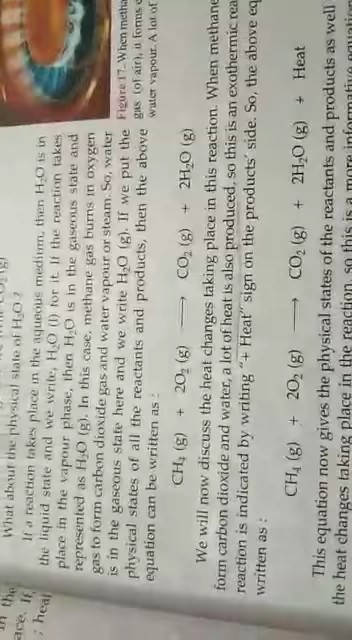 What about the physical state of H₂O ?
If a reaction takes place in the aqueous medium, then H₂O is in
the liquid state and we write, H₂O (l) for it. If the reaction takes
place in the vapour phase, then H₂O is in the gaseous state and
represented as H₂O (g). In this case, methane gas burns in oxygen
gas to form carbon dioxide gas and water vapour or steam. So, water
is in the gaseous state here and we write H₂O (g). If we put the
physical states of all the reactants and products, then the above
equation can be written as :
Figure 17. When
gas (of air), it forms
water vapour. A lot of
CH₄ (g) + 2O₂ (g) ⟶ CO₂ (g) + 2H₂O (g)
We will now discuss the heat changes taking place in this reaction. When methane
form carbon dioxide and water, a lot of heat is also produced, so this is an exothermic
reaction is indicated by writing "+ Heat" sign on the products' side. So, the above
written as :
CH₄ (g) + 2O₂ (g) ⟶ CO₂ (g) + 2H₂O (g) + Heat
This equation now gives the physical states of the reactants and products as well
the heat changes taking place in the reaction, so this is a more informative equation
in the
If,
; heat